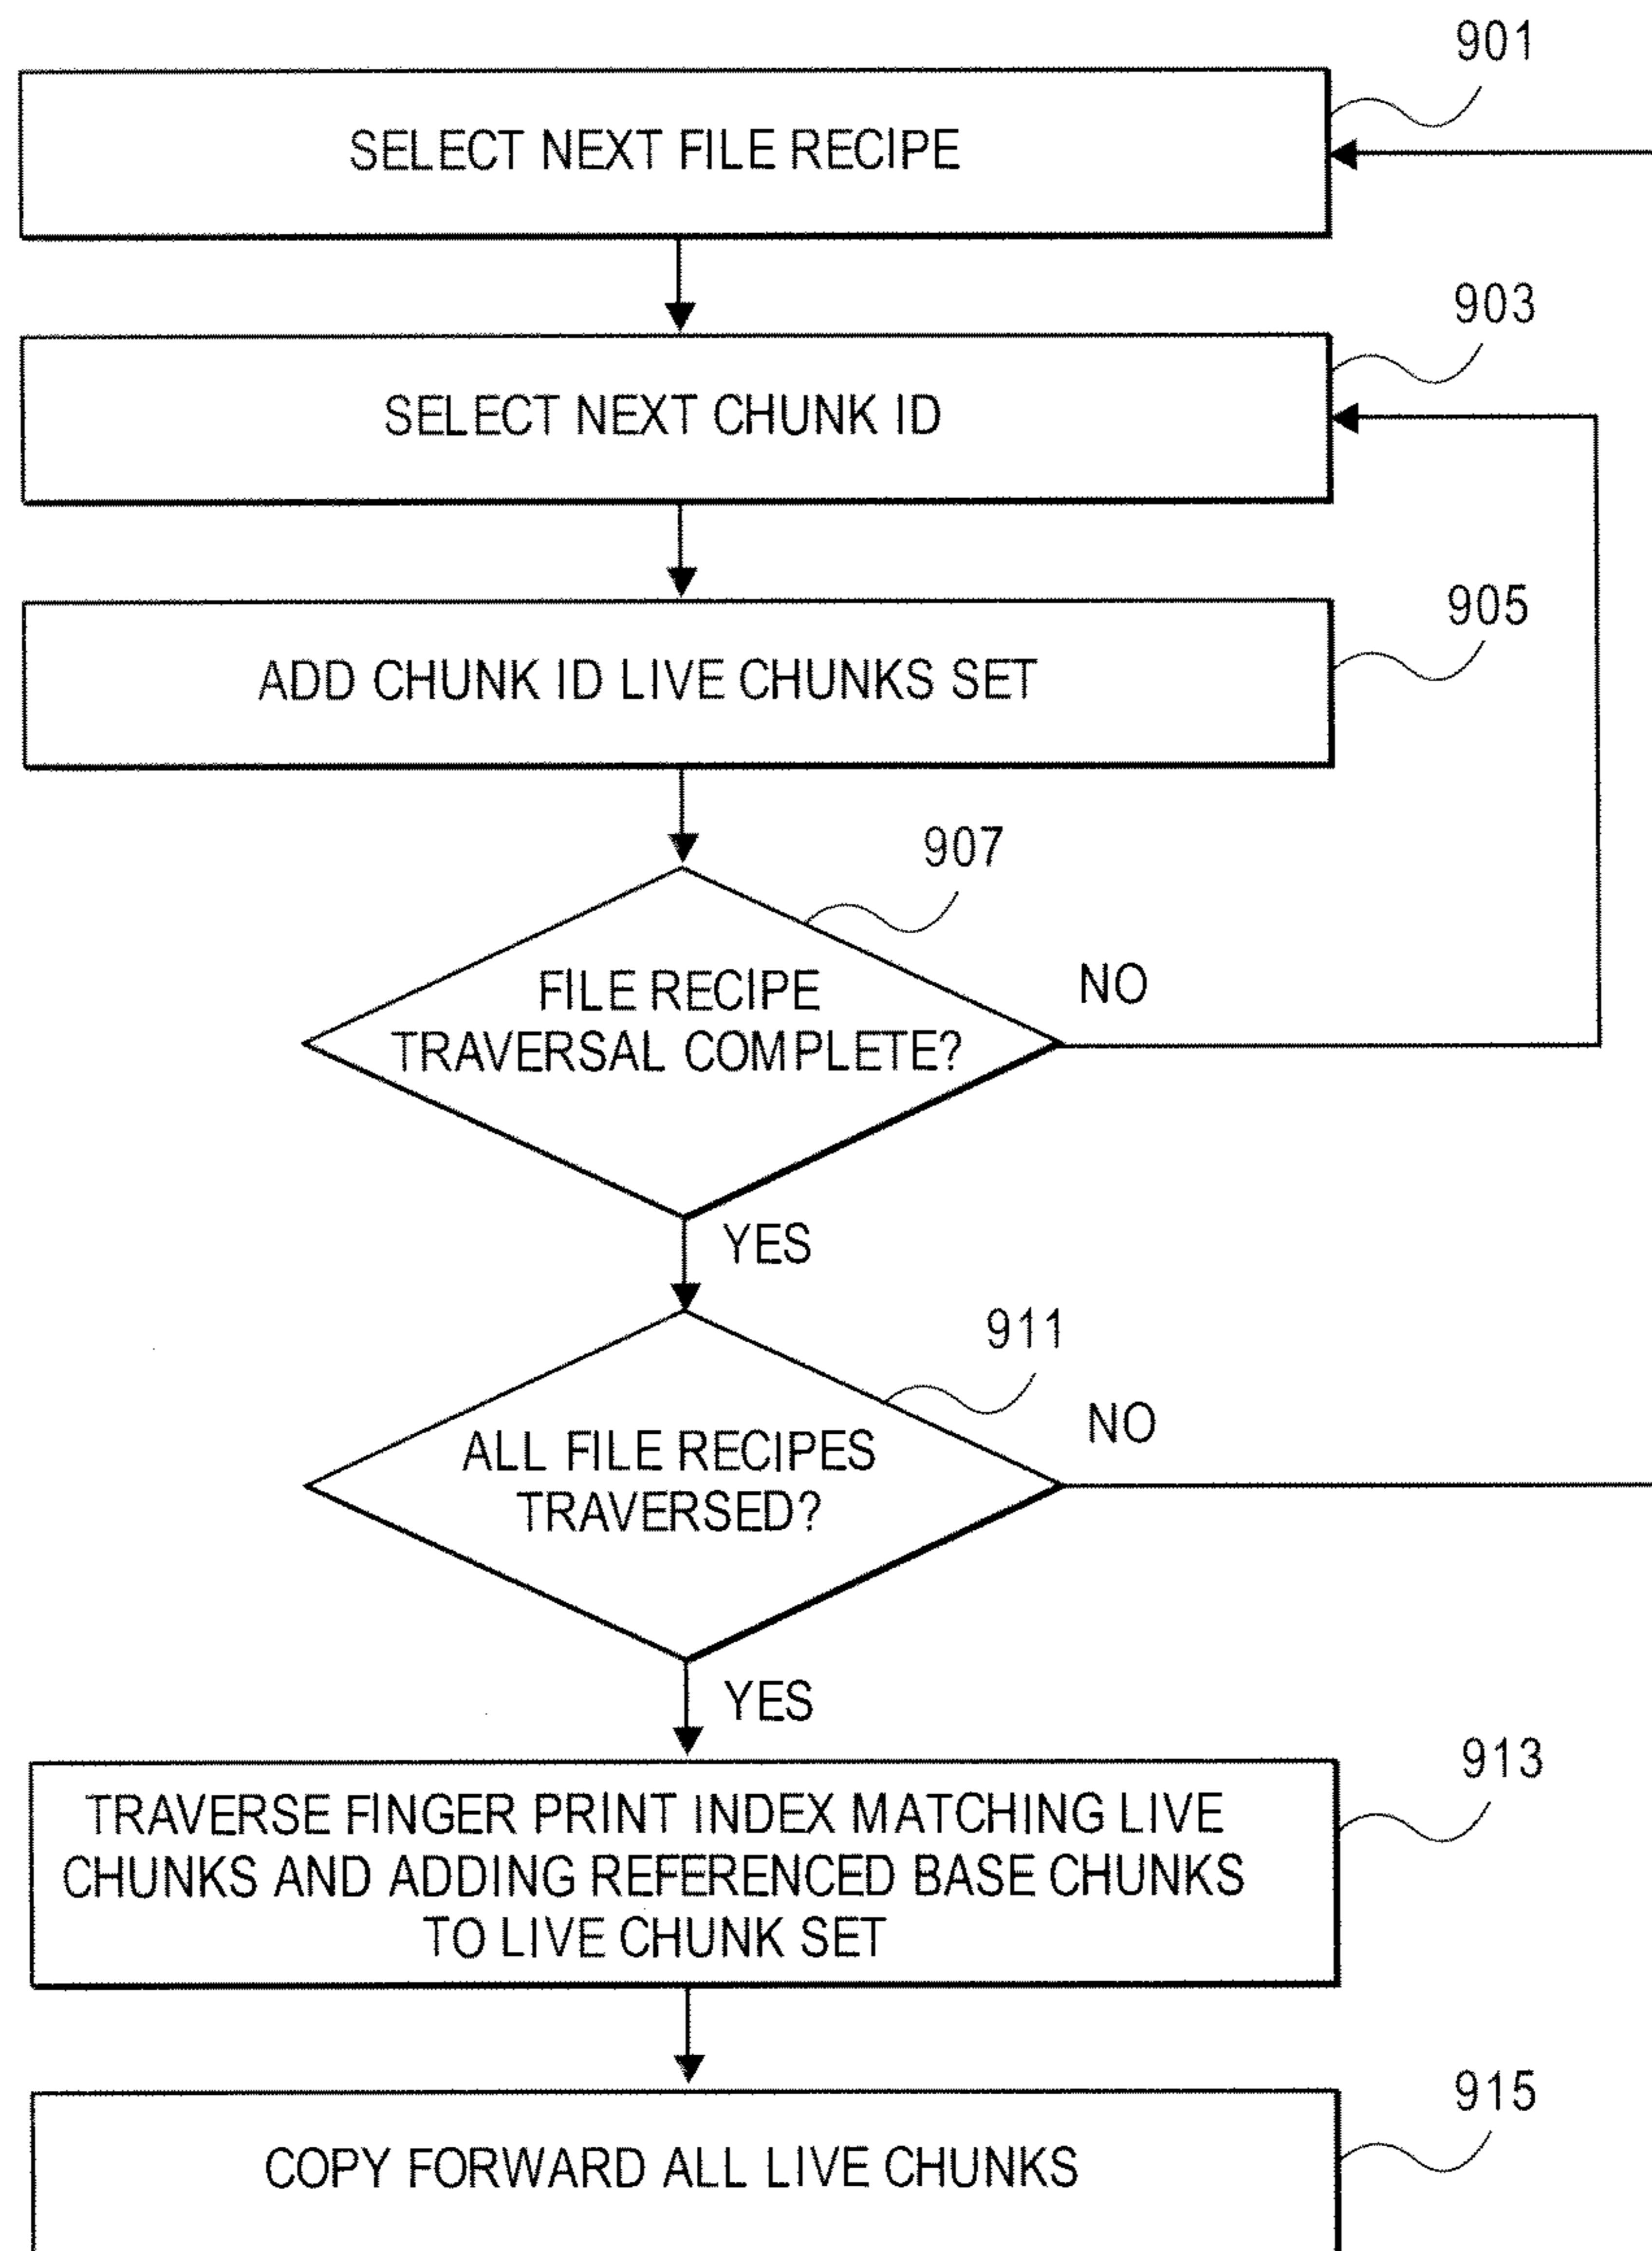 901
SELECT NEXT FILE RECIPE
903
SELECT NEXT CHUNK ID
905
ADD CHUNK ID LIVE CHUNKS SET
907
FILE RECIPE
TRAVERSAL COMPLETE?
NO
YES
911
ALL FILE RECIPES
TRAVERSED?
NO
YES
913
TRAVERSE FINGER PRINT INDEX MATCHING LIVE
CHUNKS AND ADDING REFERENCED BASE CHUNKS
TO LIVE CHUNK SET
915
COPY FORWARD ALL LIVE CHUNKS